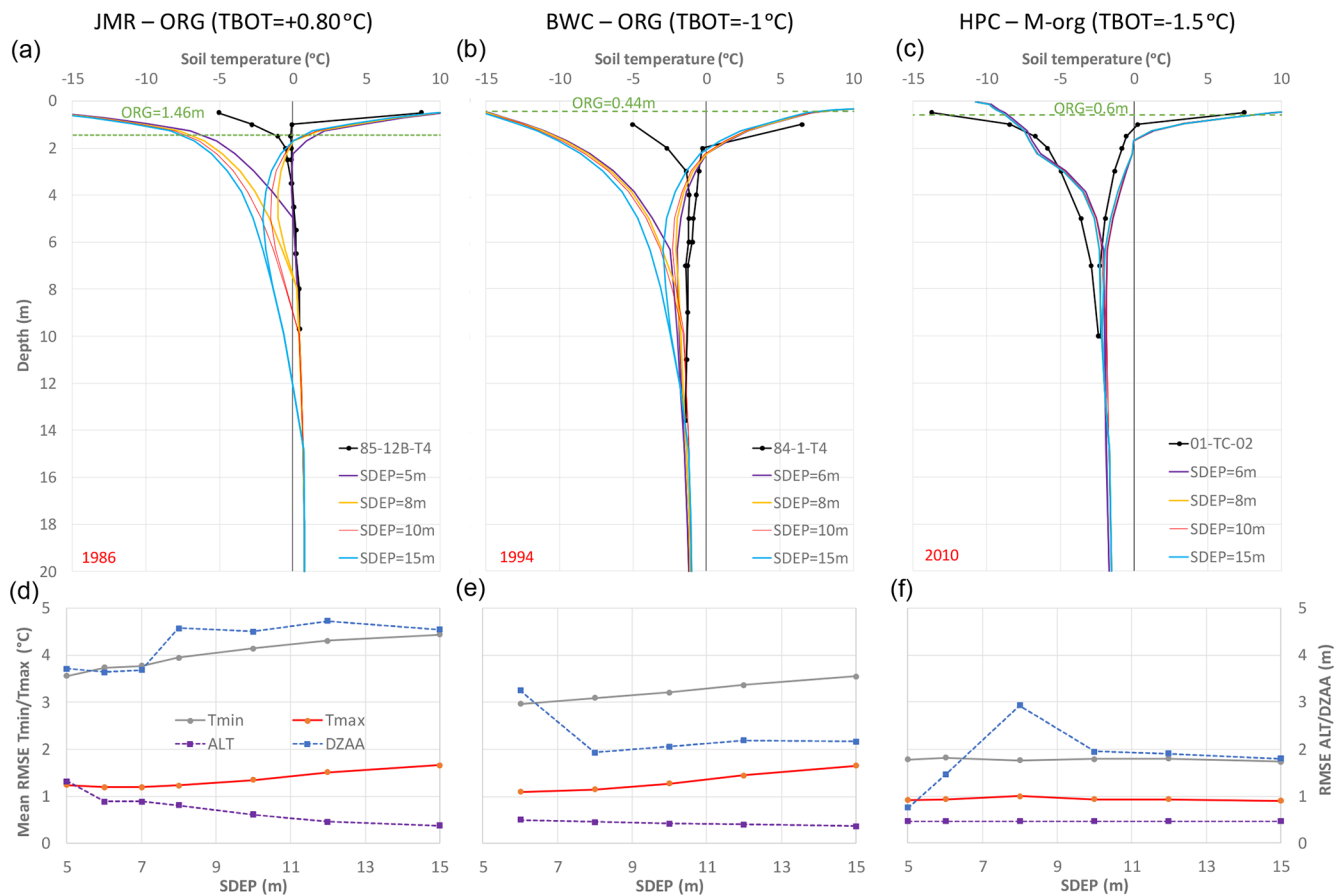 JMR – ORG (TBOT=+0.80°C)
BWC – ORG (TBOT=-1°C)
HPC – M-org (TBOT=-1.5°C)
(a)
Soil temperature (°C)
-15 -10 -5 0 5 10
(b)
Soil temperature (°C)
-15 -10 -5 0 5 10
(c)
Soil temperature (°C)
-15 -10 -5 0 5 10
Depth (m)
0
2
4
6
8
10
12
14
16
18
20
ORG=1.46m
85-12B-T4
SDEP=5m
SDEP=8m
SDEP=10m
SDEP=15m
1986
ORG=0.44m
84-1-T4
SDEP=6m
SDEP=8m
SDEP=10m
SDEP=15m
1994
ORG=0.6m
01-TC-02
SDEP=6m
SDEP=8m
SDEP=10m
SDEP=15m
2010
(d)
Mean RMSE Tmin/Tmax (°C)
5
4
3
2
1
0
Tmin Tmax
ALT DZAA
5 7 9 11 13 15
SDEP (m)
(e)
5 7 9 11 13 15
SDEP (m)
(f)
5
4
3
2
1
0
RMSE ALT/DZAA (m)
5 7 9 11 13 15
SDEP (m)